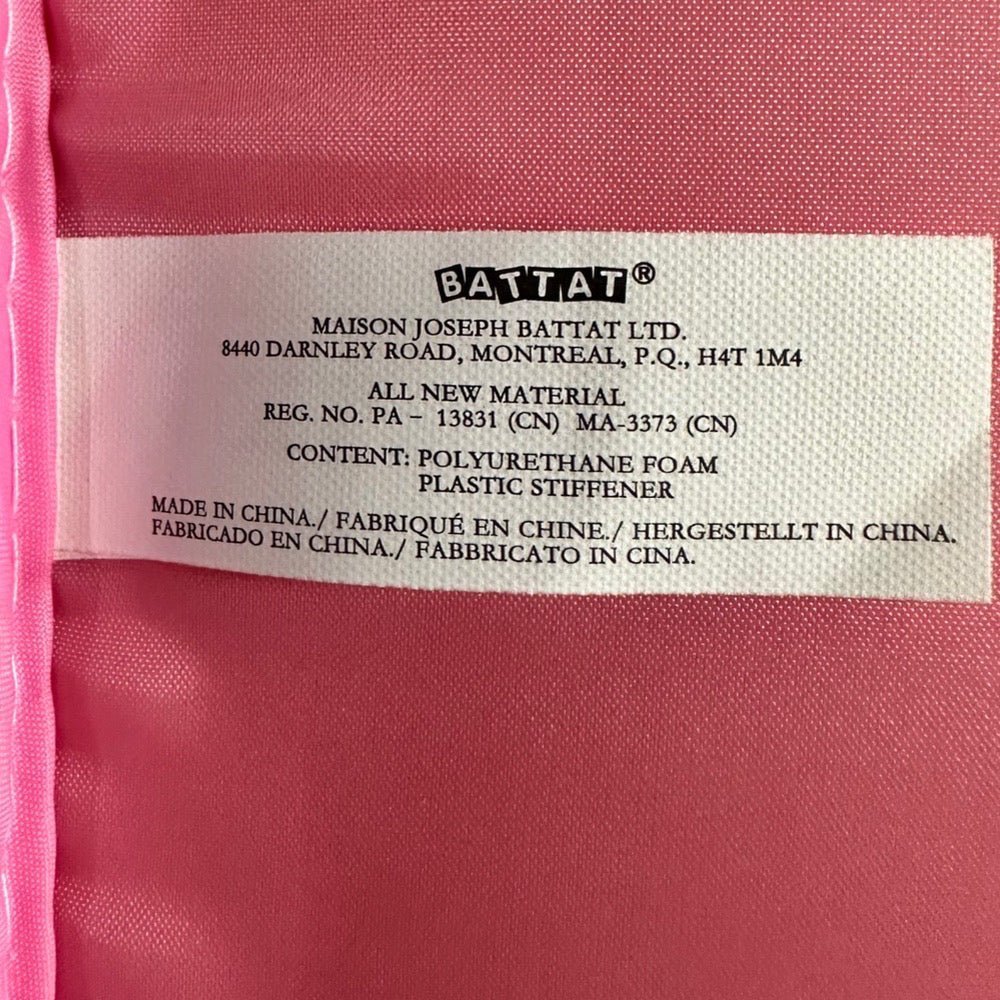 BATTAT®
MAISON JOSEPH BATTAT LTD.
8440 DARNLEY ROAD, MONTREAL, P.Q., H4T 1M4
ALL NEW MATERIAL
REG. NO. PA – 13831 (CN) MA-3373 (CN)
CONTENT: POLYURETHANE FOAM
PLASTIC STIFFENER
MADE IN CHINA./ FABRIQUÉ EN CHINE./ HERGESTELLT IN CHINA.
FABRICADO EN CHINA./ FABBRICATO IN CINA.